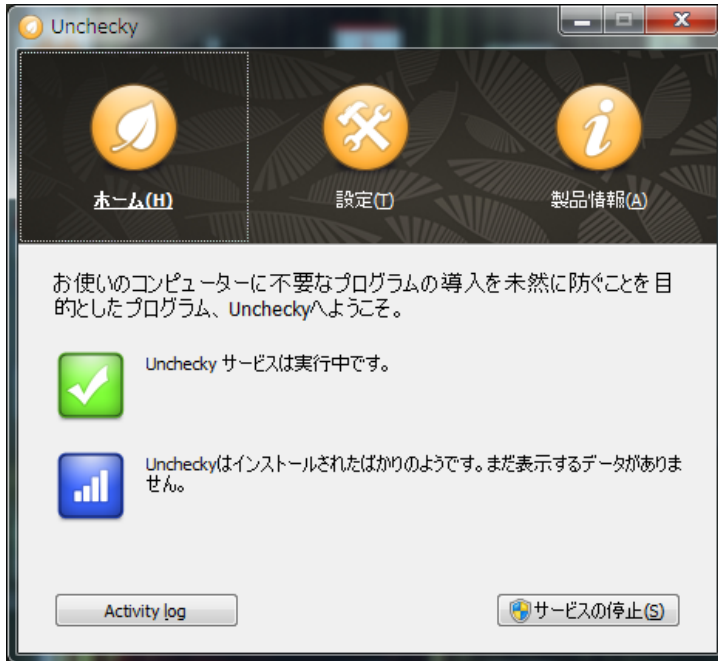 Unchecky
ホーム(H)
設定(T)
製品情報(A)
お使いのコンピューターに不要なプログラムの導入を未然に防ぐことを目
的としたプログラム、Uncheckyへようこそ。
Unchecky サービスは実行中です。
Uncheckyはインストールされたばかりのようです。まだ表示するデータがありま
せん。
Activity log
サービスの停止(S)